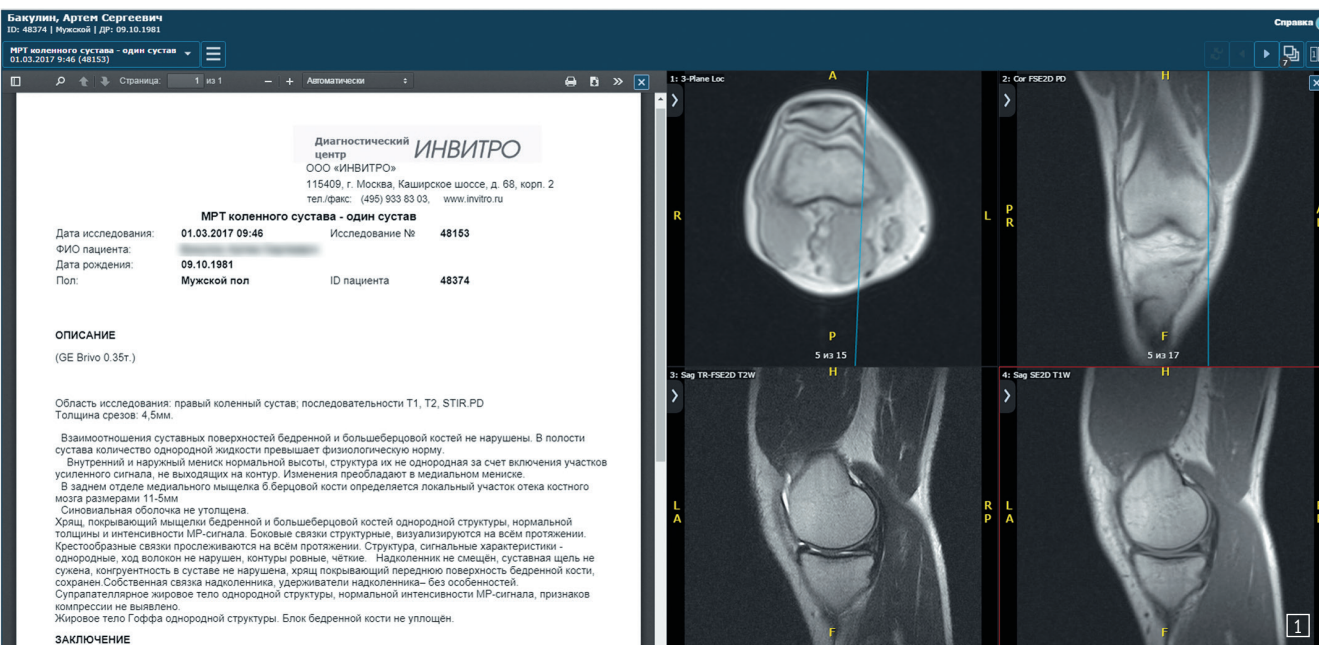 Бакулин, Артем Сергеевич
ID: 48374 | Мужской | ДР: 09.10.1981
Справка
МРТ коленного сустава - один сустав
01.03.2017 9:46 (48153)
7
Страница: 1 из 1 − + Автоматически
Диагностический
центр ИНВИТРО
ООО «ИНВИТРО»
115409, г. Москва, Каширское шоссе, д. 68, корп. 2
тел./факс: (495) 933 83 03, www.invitro.ru
МРТ коленного сустава - один сустав
Дата исследования: 01.03.2017 09:46 Исследование № 48153
ФИО пациента:
Дата рождения: 09.10.1981
Пол: Мужской пол ID пациента 48374
ОПИСАНИЕ
(GE Brivo 0.35т.)
Область исследования: правый коленный сустав; последовательности Т1, Т2, STIR.PD
Толщина срезов: 4,5мм.
Взаимоотношения суставных поверхностей бедренной и большеберцовой костей не нарушены. В полости
сустава количество однородной жидкости превышает физиологическую норму.
Внутренний и наружный мениск нормальной высоты, структура их не однородная за счет включения участков
усиленного сигнала, не выходящих на контур. Изменения преобладают в медиальном мениске.
В заднем отделе медиального мыщелка б.берцовой кости определяется локальный участок отека костного
мозга размерами 11-5мм
Синовиальная оболочка не утолщена.
Хрящ, покрывающий мыщелки бедренной и большеберцовой костей однородной структуры, нормальной
толщины и интенсивности МР-сигнала. Боковые связки структурные, визуализируются на всём протяжении.
Крестообразные связки прослеживаются на всём протяжении. Структура, сигнальные характеристики -
однородные, ход волокон не нарушен, контуры ровные, чёткие. Надколенник не смещён, суставная щель не
сужена, конгруентность в суставе не нарушена, хрящ покрывающий переднюю поверхность бедренной кости,
сохранен.Собственная связка надколенника, удерживатели надколенника– без особенностей.
Супрапателлярное жировое тело однородной структуры, нормальной интенсивности МР-сигнала, признаков
компрессии не выявлено.
Жировое тело Гоффа однородной структуры. Блок бедренной кости не уплощён.
ЗАКЛЮЧЕНИЕ
1: 3-Plane Loc
A
R
L
P
5 из 15
2: Cor FSE2D PD
H
P
R
F
5 из 17
3: Sag TR-FSE2D T2W
H
L
A
R
P
F
4: Sag SE2D T1W
H
L
A
F
1